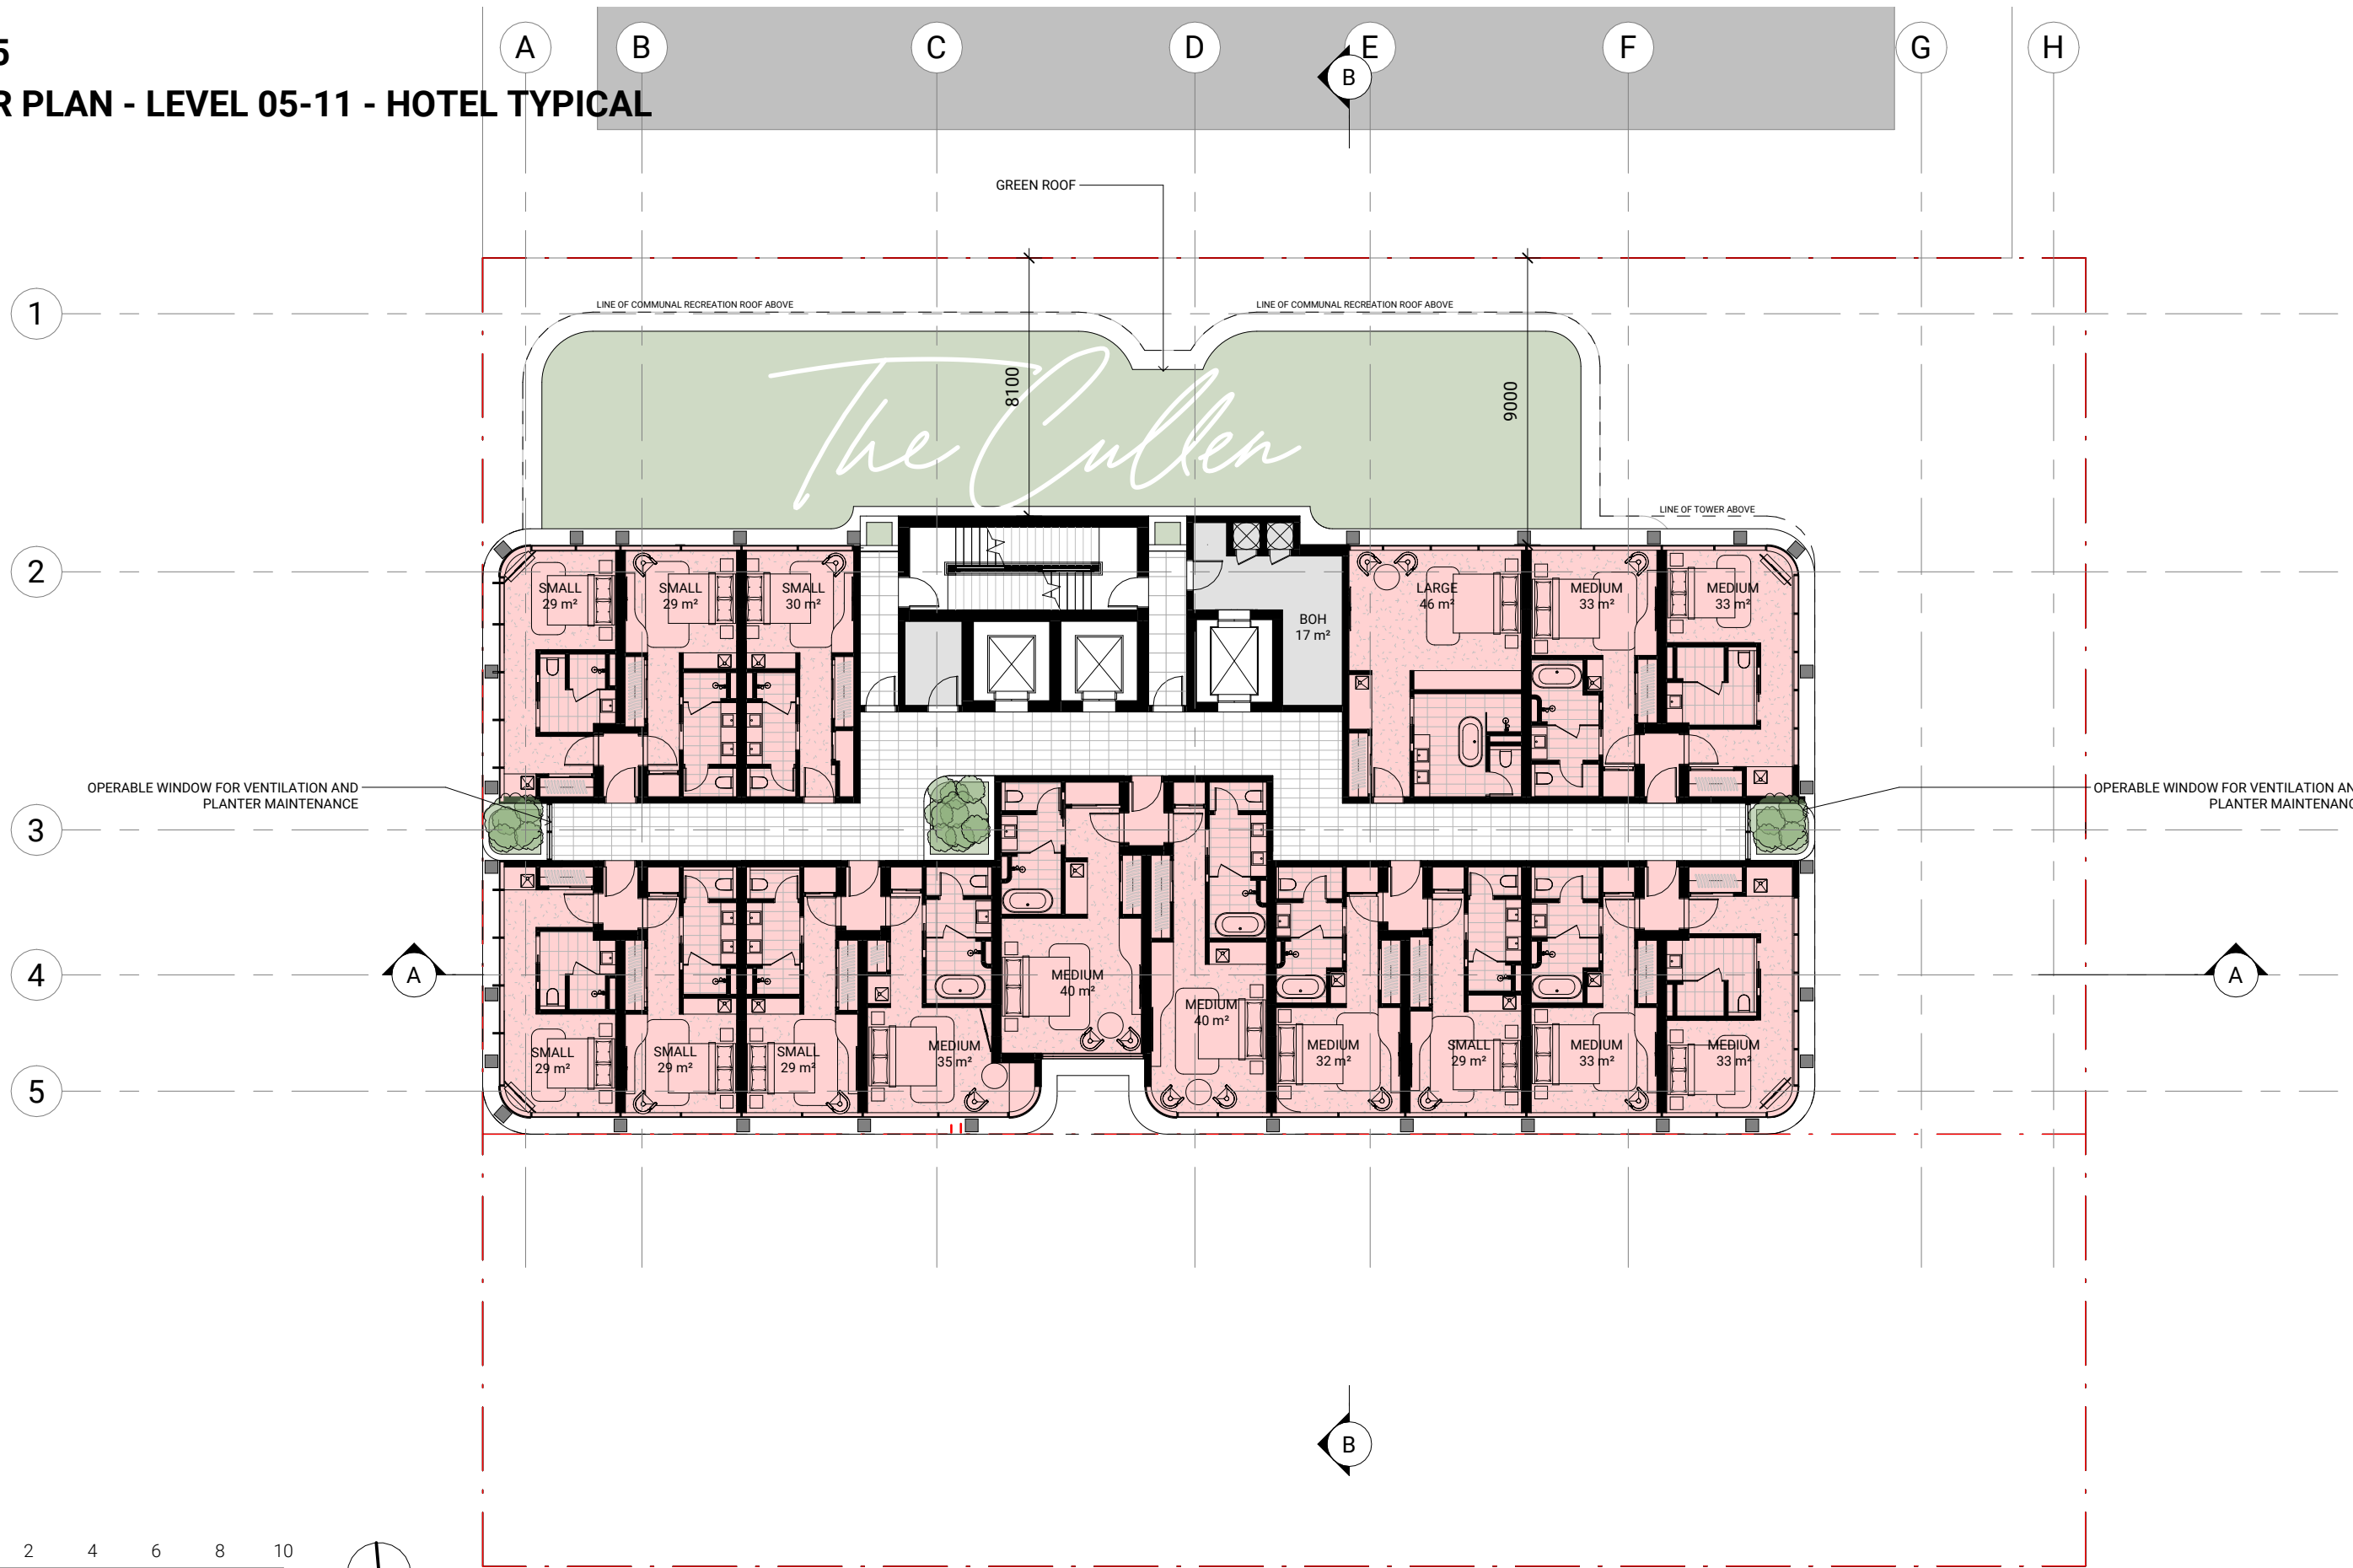 A
B
C
D
E
F
G
H
B
5
R PLAN - LEVEL 05-11 - HOTEL TYPICAL
GREEN ROOF
1
LINE OF COMMUNAL RECREATION ROOF ABOVE
LINE OF COMMUNAL RECREATION ROOF ABOVE
8100
9000
The Cullen
LINE OF TOWER ABOVE
2
SMALL
29 m²
SMALL
29 m²
SMALL
30 m²
BOH
17 m²
LARGE
46 m²
MEDIUM
33 m²
MEDIUM
33 m²
OPERABLE WINDOW FOR VENTILATION AND
PLANTER MAINTENANCE
OPERABLE WINDOW FOR VENTILATION AN
PLANTER MAINTENANC
3
4
A
A
MEDIUM
40 m²
MEDIUM
40 m²
SMALL
29 m²
SMALL
29 m²
SMALL
29 m²
MEDIUM
35 m²
MEDIUM
32 m²
SMALL
29 m²
MEDIUM
33 m²
MEDIUM
33 m²
5
B
2 4 6 8 10